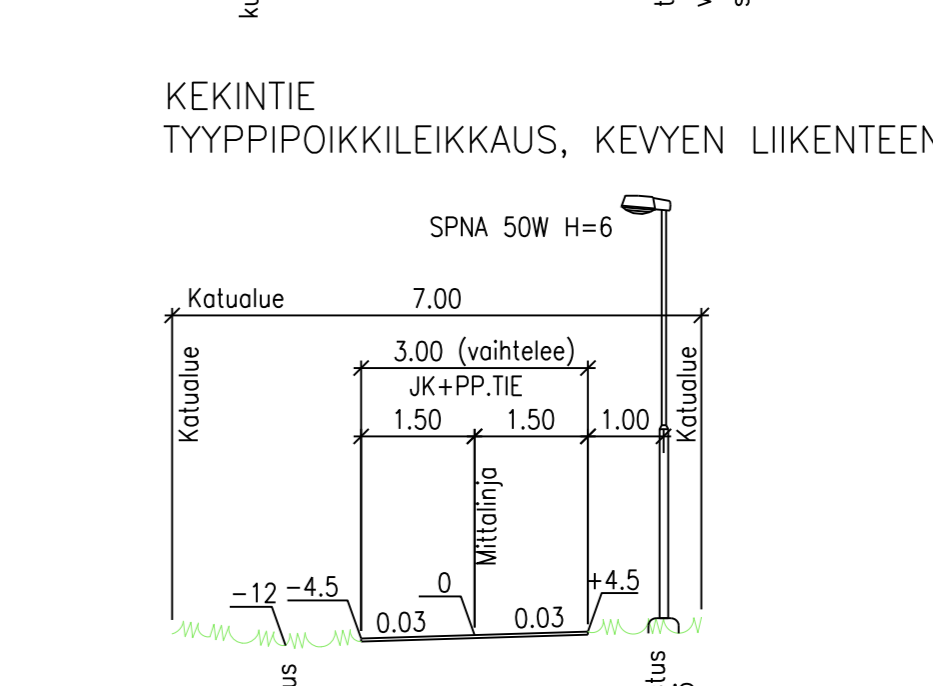 KEKINTIE
TYYPPIPOIKKILEIKKAUS, KEVYEN LIIKENTEEN
SPNA 50W H=6
Katualue 7.00
3.00 (vaihtelee)
JK+PP.TIE
1.50 1.50 1.00
Katualue
Katualue
Mittalinja
-12 -4.5 0 +4.5
0.03 0.03